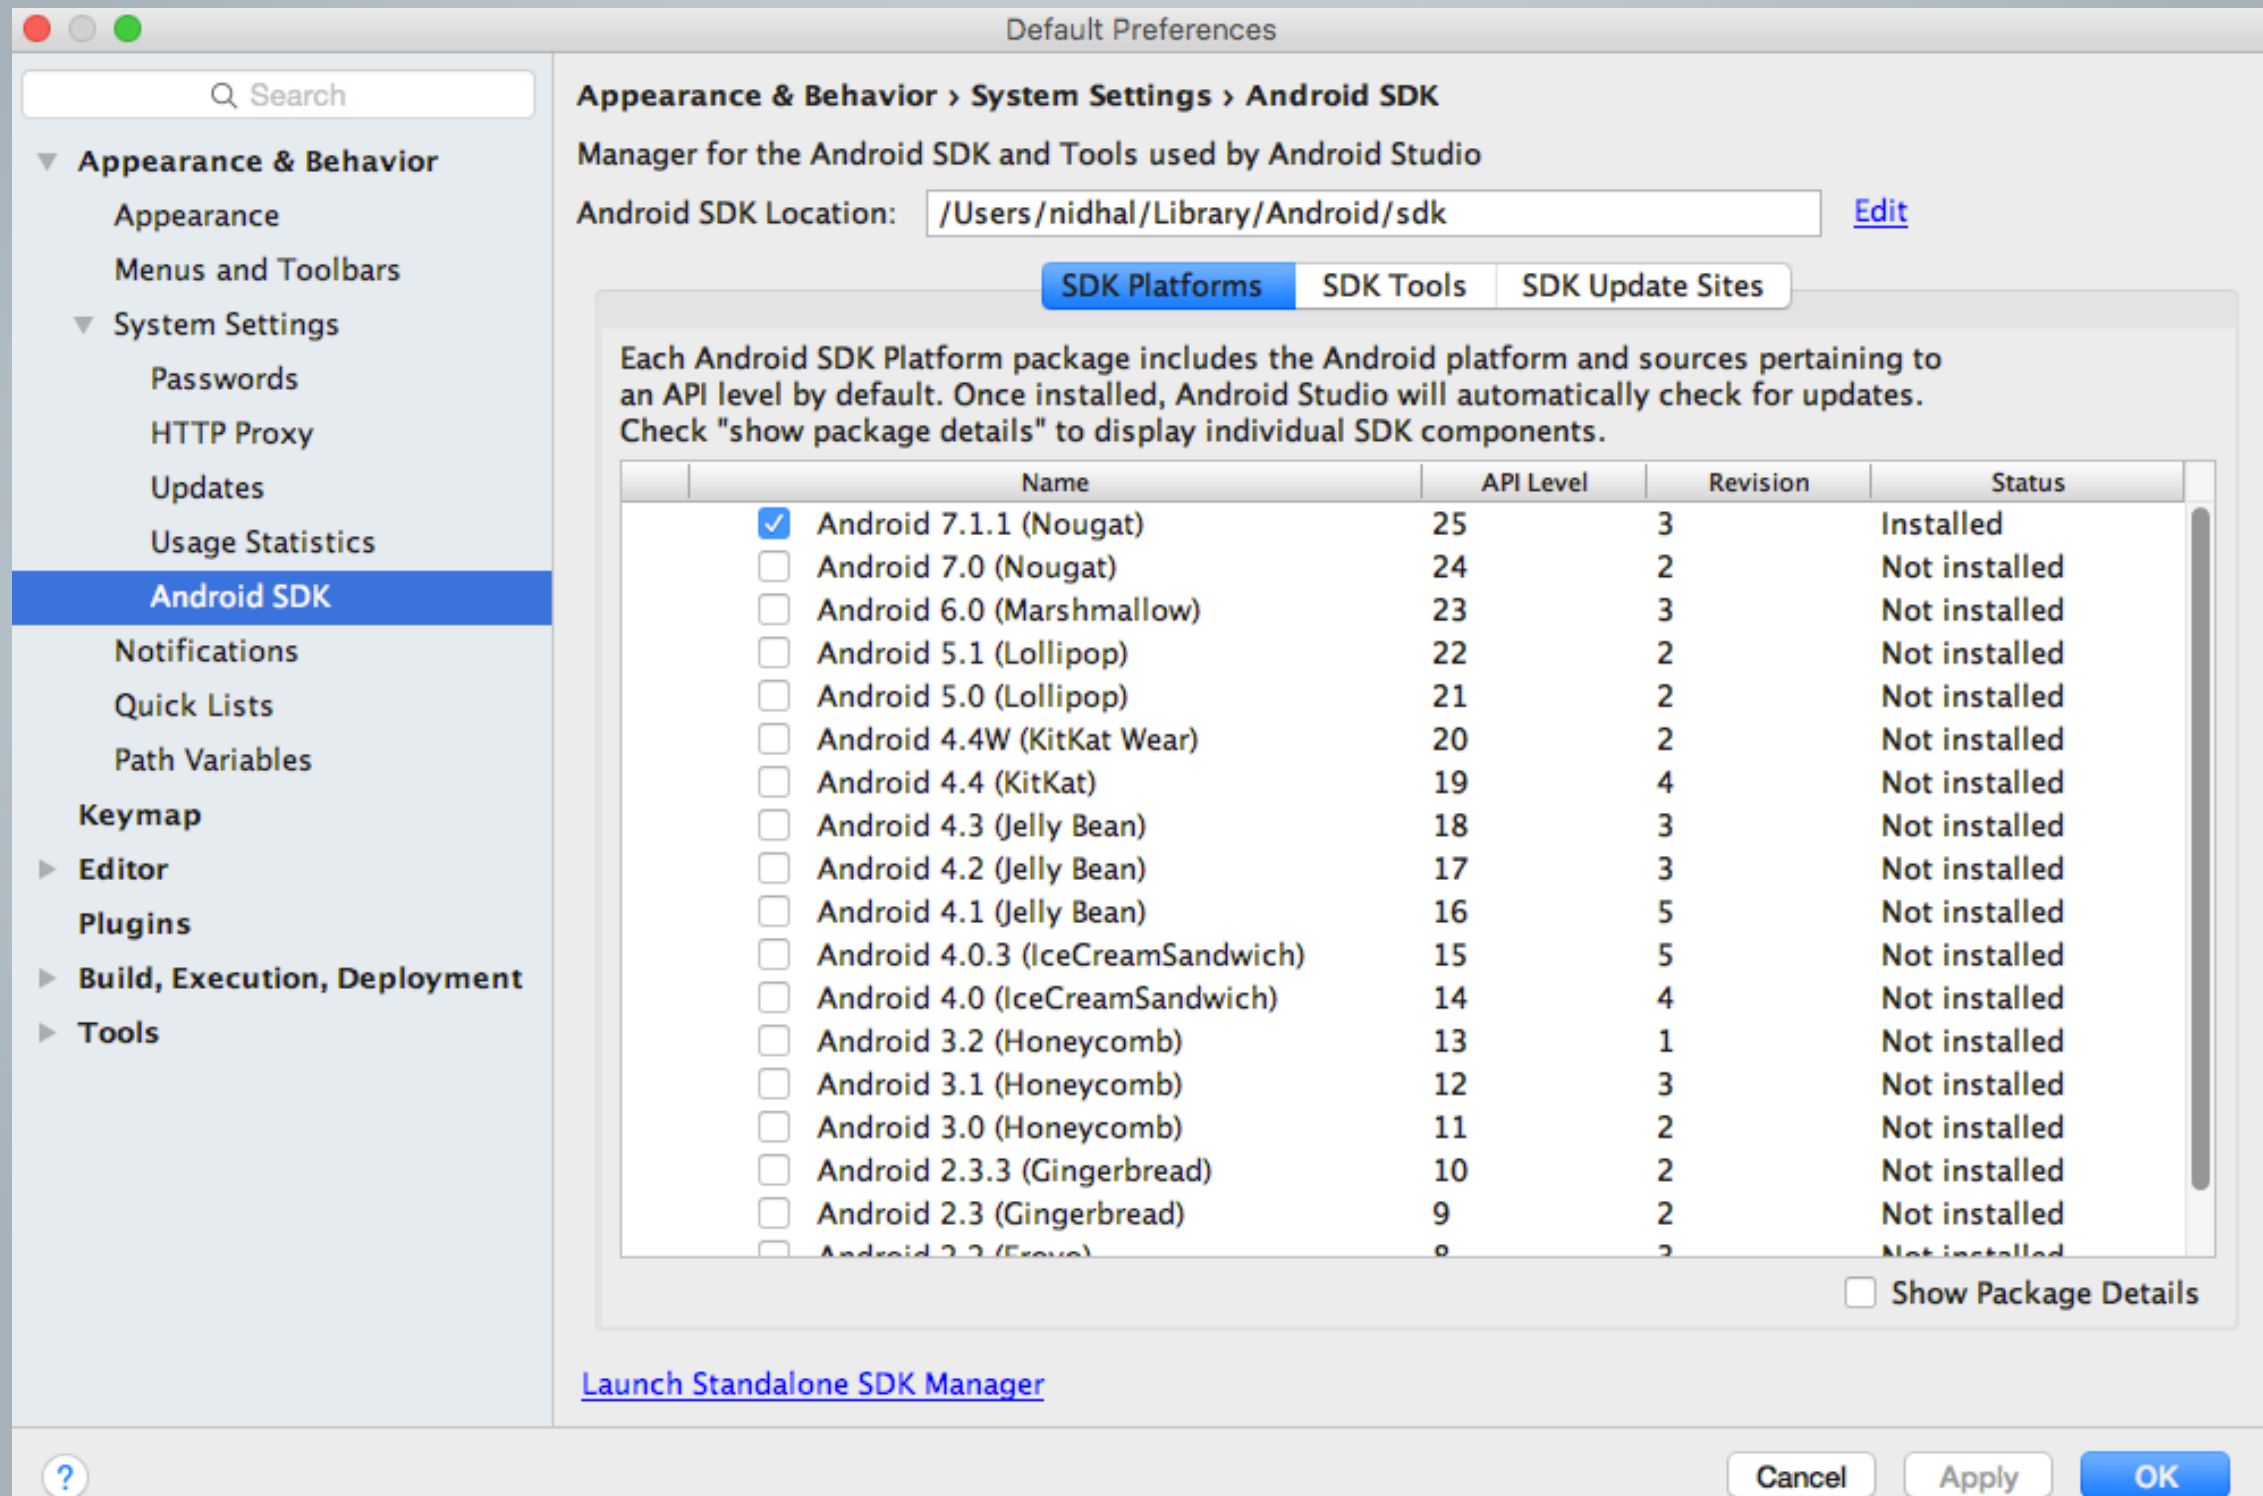 Default Preferences
Search
Appearance & Behavior
Appearance
Menus and Toolbars
System Settings
Passwords
HTTP Proxy
Updates
Usage Statistics
Android SDK
Notifications
Quick Lists
Path Variables
Keymap
Editor
Plugins
Build, Execution, Deployment
Tools
Appearance & Behavior › System Settings › Android SDK
Manager for the Android SDK and Tools used by Android Studio
Android SDK Location: /Users/nidhal/Library/Android/sdk Edit
SDK Platforms SDK Tools SDK Update Sites
Each Android SDK Platform package includes the Android platform and sources pertaining to
an API level by default. Once installed, Android Studio will automatically check for updates.
Check "show package details" to display individual SDK components.
Name API Level Revision Status
Android 7.1.1 (Nougat) 25 3 Installed
Android 7.0 (Nougat) 24 2 Not installed
Android 6.0 (Marshmallow) 23 3 Not installed
Android 5.1 (Lollipop) 22 2 Not installed
Android 5.0 (Lollipop) 21 2 Not installed
Android 4.4W (KitKat Wear) 20 2 Not installed
Android 4.4 (KitKat) 19 4 Not installed
Android 4.3 (Jelly Bean) 18 3 Not installed
Android 4.2 (Jelly Bean) 17 3 Not installed
Android 4.1 (Jelly Bean) 16 5 Not installed
Android 4.0.3 (IceCreamSandwich) 15 5 Not installed
Android 4.0 (IceCreamSandwich) 14 4 Not installed
Android 3.2 (Honeycomb) 13 1 Not installed
Android 3.1 (Honeycomb) 12 3 Not installed
Android 3.0 (Honeycomb) 11 2 Not installed
Android 2.3.3 (Gingerbread) 10 2 Not installed
Android 2.3 (Gingerbread) 9 2 Not installed
Android 2.2 (Froyo) 8 Not installed
Show Package Details
Launch Standalone SDK Manager
? Cancel Apply OK